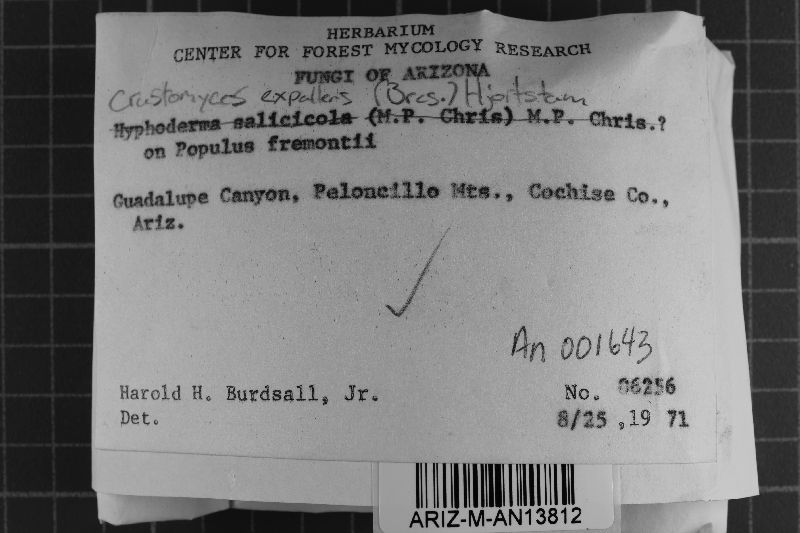 HERBARIUM
CENTER FOR FOREST MYCOLOGY RESEARCH
FUNGI OF ARIZONA
Crustomyces expallens (Bres.) Hjortstam
Hyphoderma salicicola (M.P. Chris) M.P. Chris.?
on Populus fremontii
Guadalupe Canyon, Peloncillo Mts., Cochise Co.,
Ariz.
An 001643
Harold H. Burdsall, Jr. No. 06256
Det. 8/25 ,19 71
ARIZ-M-AN13812